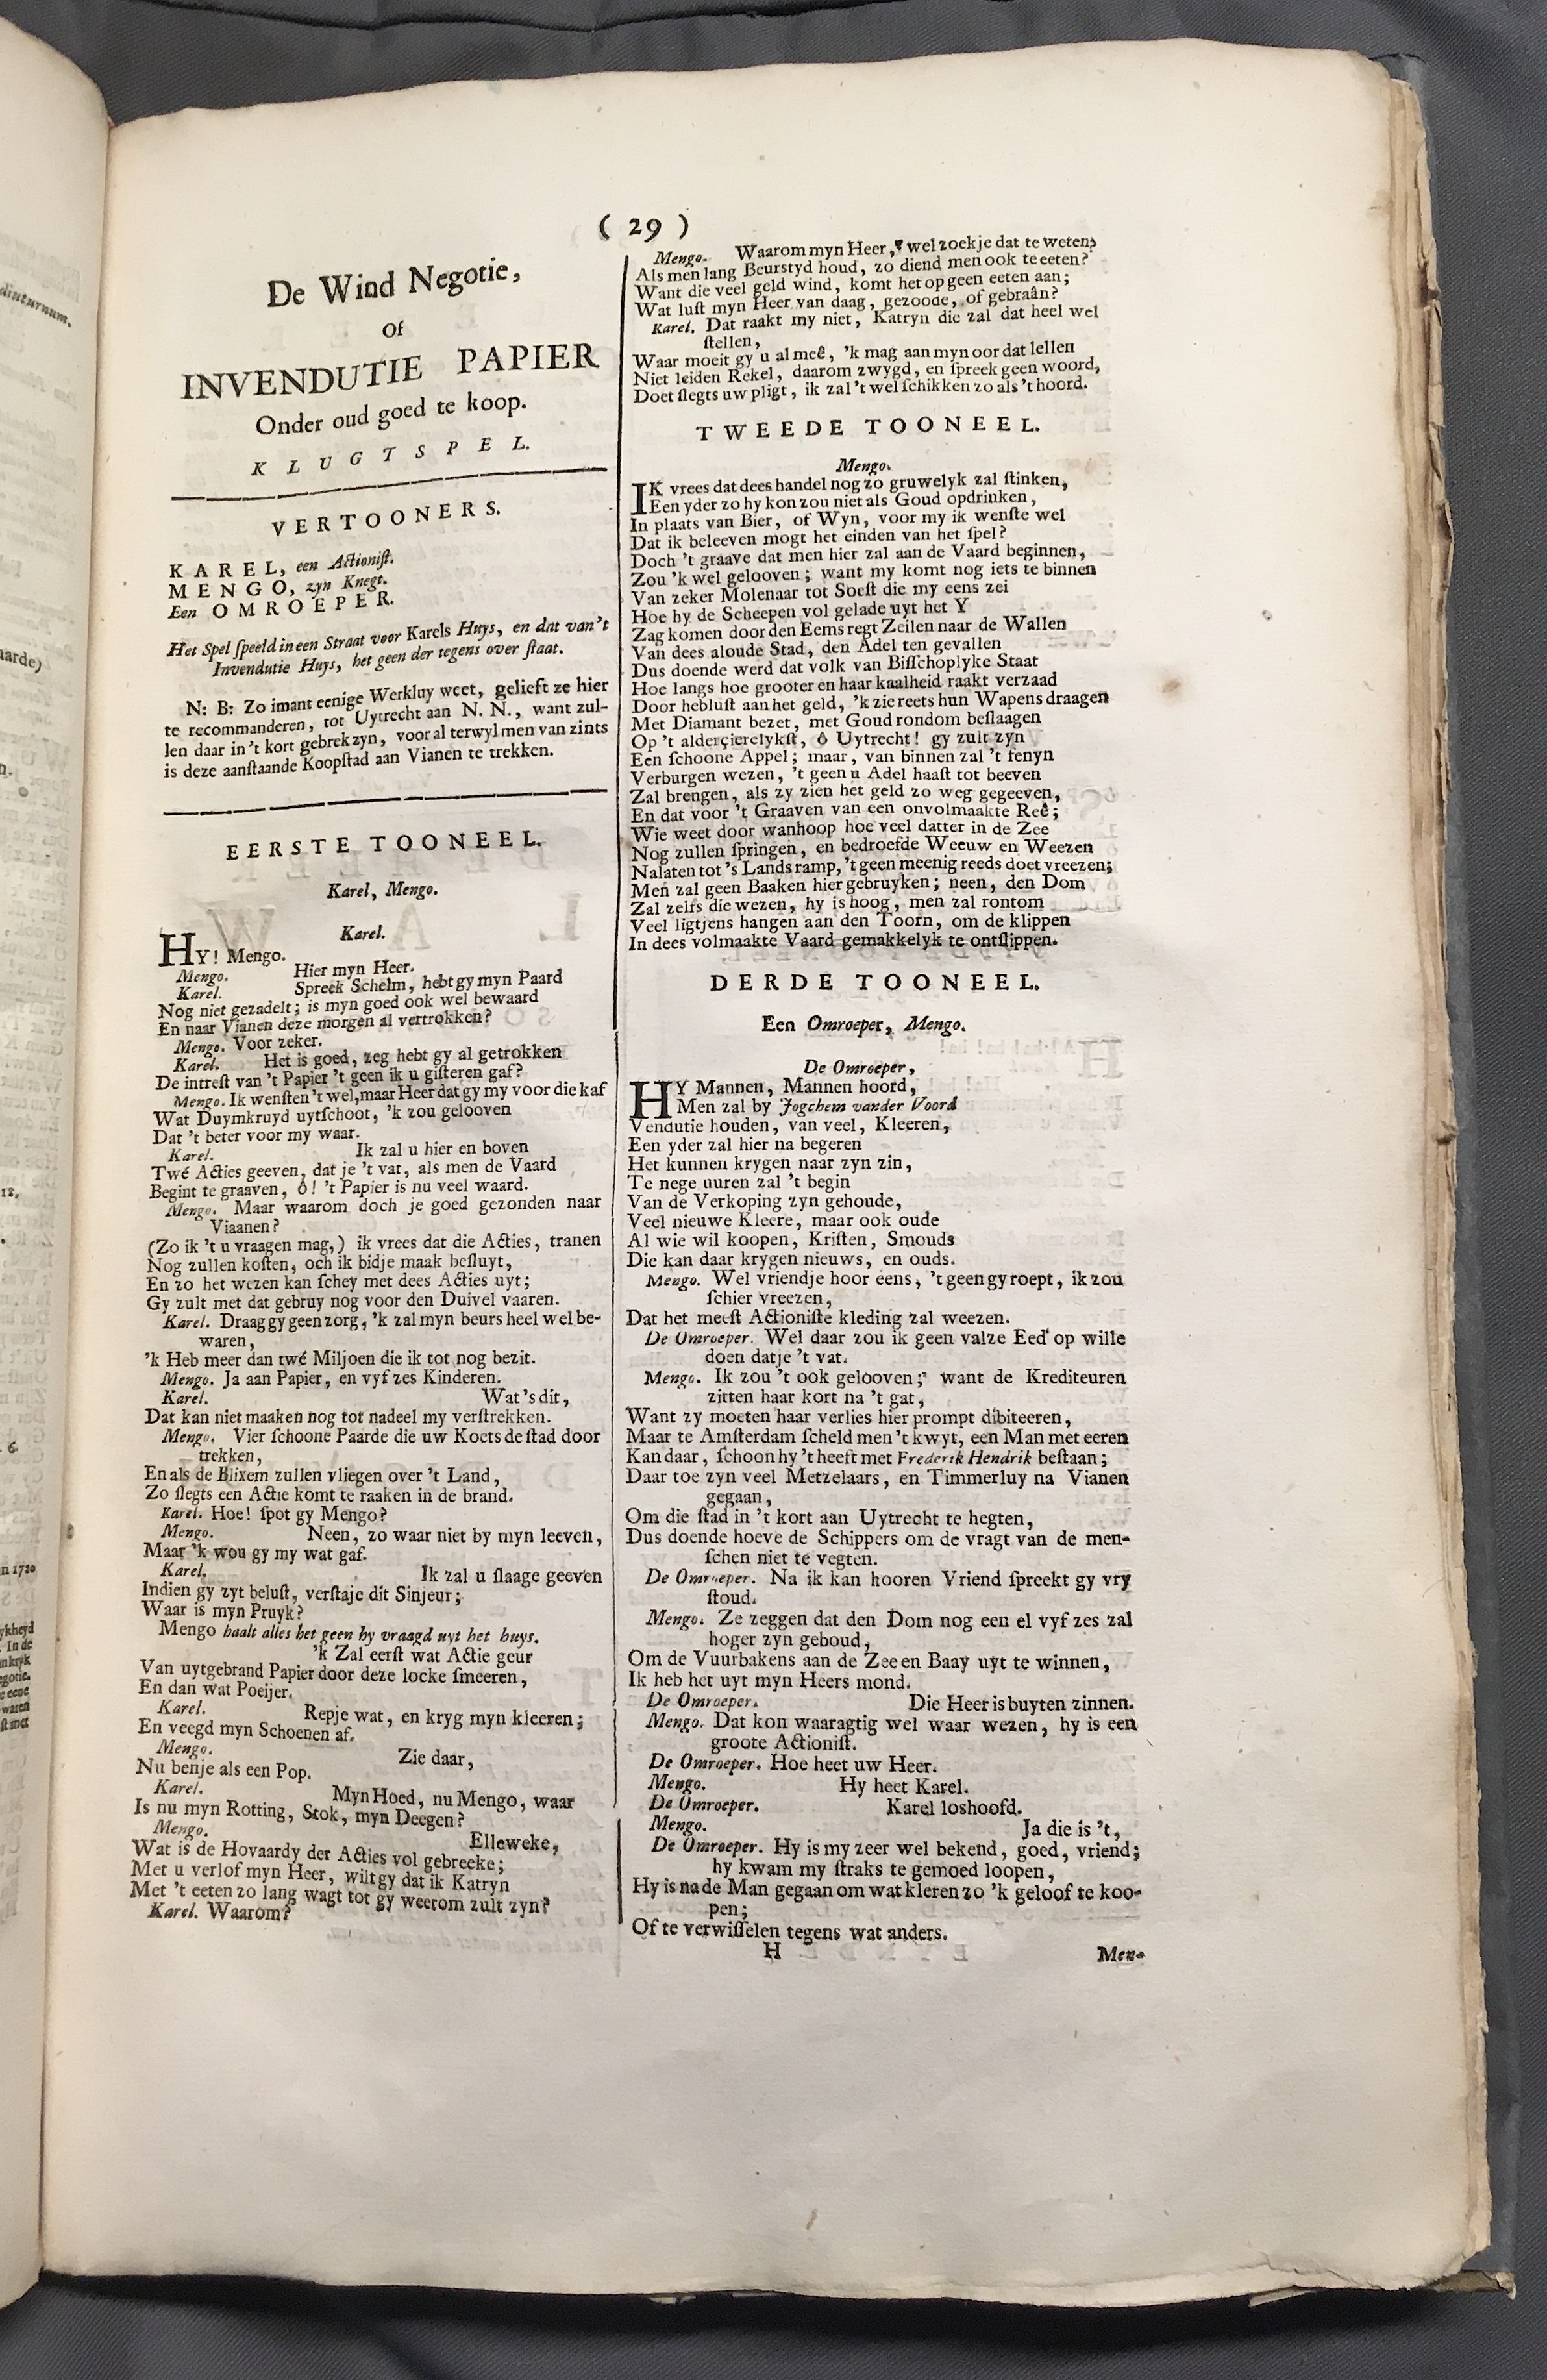 ( 29 )
De Wind Negotie,
Of
INVENDUTIE PAPIER
Onder oud goed te koop.
KLUGTSPEL.
VERTOONERS.
KAREL, een Actioniſt.
MENGO, zyn Knegt.
Een OMROEPER.
Het Spel ſpeeld in een Straat voor Karels Huys, en dat van 't
Invendutie Huys, het geen der tegens over ſtaat.
N: B: Zo imant eenige Werkluy weet, gelieft ze hier
te recommanderen, tot Uytrecht aan N. N., want zul-
len daar in 't kort gebrek zyn, voor al terwyl men van zints
is deze aanſtaande Koopſtad aan Vianen te trekken.
EERSTE TOONEEL.
Karel, Mengo.
Karel.
HY! Mengo.
Mengo. Hier myn Heer.
Karel. Spreek Schelm, hebt gy myn Paard
Nog niet gezadelt; is myn goed ook wel bewaard
En naar Vianen deze morgen al vertrokken?
Mengo. Voor zeker.
Karel. Het is goed, zeg hebt gy al getrokken
De intreſt van 't Papier 't geen ik u giſteren gaf?
Mengo. Ik wenſten 't wel, maar Heer dat gy my voor die kaf
Wat Duymkruyd uytſchoot, 'k zou gelooven
Dat 't beter voor my waar.
Karel. Ik zal u hier en boven
Twé Acties geeven, dat je 't vat, als men de Vaard
Begint te graaven, ô! 't Papier is nu veel waard.
Mengo. Maar waarom doch je goed gezonden naar
Viaanen?
(Zo ik 't u vraagen mag,) ik vrees dat die Acties, tranen
Nog zullen koſten, och ik bidje maak beſluyt,
En zo het wezen kan ſchey met dees Acties uyt;
Gy zult met dat gebruy nog voor den Duivel vaaren.
Karel. Draag gy geen zorg, 'k zal myn beurs heel wel be-
waren,
'k Heb meer dan twé Miljoen die ik tot nog bezit.
Mengo. Ja aan Papier, en vyf zes Kinderen.
Karel. Wat's dit,
Dat kan niet maaken nog tot nadeel my verſtrekken.
Mengo. Vier ſchoone Paarde die uw Koets de ſtad door
trekken,
En als de Blixem zullen vliegen over 't Land,
Zo ſlegts een Actie komt te raaken in de brand.
Karel. Hoe! ſpot gy Mengo?
Mengo. Neen, zo waar niet by myn leeven,
Maar 'k wou gy my wat gaf.
Karel. Ik zal u ſlaage geeven
Indien gy zyt beluſt, verſtaje dit Sinjeur;
Waar is myn Pruyk?
Mengo haalt alles het geen hy vraagd uyt het huys.
'k Zal eerſt wat Actie geur
Van uytgebrand Papier door deze locke ſmeeren,
En dan wat Poeijer.
Karel. Repje wat, en kryg myn kleeren;
En veegd myn Schoenen af.
Mengo. Zie daar,
Nu benje als een Pop.
Karel. Myn Hoed, nu Mengo, waar
Is nu myn Rotting, Stok, myn Deegen?
Mengo. Elleweke,
Wat is de Hovaardy der Acties vol gebreeke;
Met u verlof myn Heer, wilt gy dat ik Katryn
Met 't eeten zo lang wagt tot gy weerom zult zyn?
Karel. Waarom?
Mengo. Waarom myn Heer, wel zoekje dat te weten?
Als men lang Beurstyd houd, zo diend men ook te eeten?
Want die veel geld wind, komt het op geen eeten aan;
Wat luſt myn Heer van daag, gezoode, of gebraân?
Karel. Dat raakt my niet, Katryn die zal dat heel wel
ſtellen,
Waar moeit gy u al meê, 'k mag aan myn oor dat lellen
Niet leiden Rekel, daarom zwygd, en ſpreek geen woord,
Doet ſlegts uw pligt, ik zal 't wel ſchikken zo als 't hoord.
TWEEDE TOONEEL.
Mengo.
IK vrees dat dees handel nog zo gruwelyk zal ſtinken,
Een yder zo hy kon zou niet als Goud opdrinken,
In plaats van Bier, of Wyn, voor my ik wenſte wel
Dat ik beleeven mogt het einden van het ſpel?
Doch 't graave dat men hier zal aan de Vaard beginnen,
Zou 'k wel gelooven; want my komt nog iets te binnen
Van zeker Molenaar tot Soeſt die my eens zei
Hoe hy de Scheepen vol gelade uyt het Y
Zag komen door den Eems regt Zeilen naar de Wallen
Van dees aloude Stad, den Adel ten gevallen
Dus doende werd dat volk van Biſſchoplyke Staat
Hoe langs hoe grooter en haar kaalheid raakt verzaad
Door hebluſt aan het geld, 'k zie reets hun Wapens draagen
Met Diamant bezet, met Goud rondom beſlaagen
Op 't alderçierelykſt, ô Uytrecht! gy zult zyn
Een ſchoone Appel; maar, van binnen zal 't fenyn
Verburgen wezen, 't geen u Adel haaſt tot beeven
Zal brengen, als zy zien het geld zo weg gegeeven,
En dat voor 't Graaven van een onvolmaakte Reê;
Wie weet door wanhoop hoe veel datter in de Zee
Nog zullen ſpringen, en bedroefde Weeuw en Weezen
Nalaten tot 's Lands ramp, 't geen meenig reeds doet vreezen;
Men zal geen Baaken hier gebruyken; neen, den Dom
Zal zelfs die wezen, hy is hoog, men zal rontom
Veel ligtjens hangen aan den Toorn, om de klippen
In dees volmaakte Vaard gemakkelyk te ontſlippen.
DERDE TOONEEL.
Een Omroeper, Mengo.
De Omroeper,
HY Mannen, Mannen hoord,
Men zal by Jogchem vander Voord
Vendutie houden, van veel, Kleeren,
Een yder zal hier na begeren
Het kunnen krygen naar zyn zin,
Te nege uuren zal 't begin
Van de Verkoping zyn gehoude,
Veel nieuwe Kleere, maar ook oude
Al wie wil koopen, Kriſten, Smouds
Die kan daar krygen nieuws, en ouds.
Mengo. Wel vriendje hoor eens, 't geen gy roept, ik zou
ſchier vreezen,
Dat het meeſt Actioniſte kleding zal weezen.
De Omroeper. Wel daar zou ik geen valze Eed op wille
doen datje 't vat.
Mengo. Ik zou 't ook gelooven; want de Krediteuren
zitten haar kort na 't gat,
Want zy moeten haar verlies hier prompt dibiteeren,
Maar te Amſterdam ſcheld men 't kwyt, een Man met eeren
Kan daar, ſchoon hy 't heeft met Frederik Hendrik beſtaan;
Daar toe zyn veel Metzelaars, en Timmerluy na Vianen
gegaan,
Om die ſtad in 't kort aan Uytrecht te hegten,
Dus doende hoeve de Schippers om de vragt van de men-
ſchen niet te vegten.
De Omroeper. Na ik kan hooren Vriend ſpreekt gy vry
ſtoud.
Mengo. Ze zeggen dat den Dom nog een el vyf zes zal
hoger zyn geboud,
Om de Vuurbakens aan de Zee en Baay uyt te winnen,
Ik heb het uyt myn Heers mond.
De Omroeper. Die Heer is buyten zinnen.
Mengo. Dat kon waaragtig wel waar wezen, hy is een
groote Actioniſt.
De Omroeper. Hoe heet uw Heer.
Mengo. Hy heet Karel.
De Omroeper. Karel loshoofd.
Mengo. Ja die is 't,
De Omroeper. Hy is my zeer wel bekend, goed, vriend;
hy kwam my ſtraks te gemoed loopen,
Hy is na de Man gegaan om wat kleren zo 'k geloof te koo-
pen;
Of te verwiſſelen tegens wat anders.
H
Men-